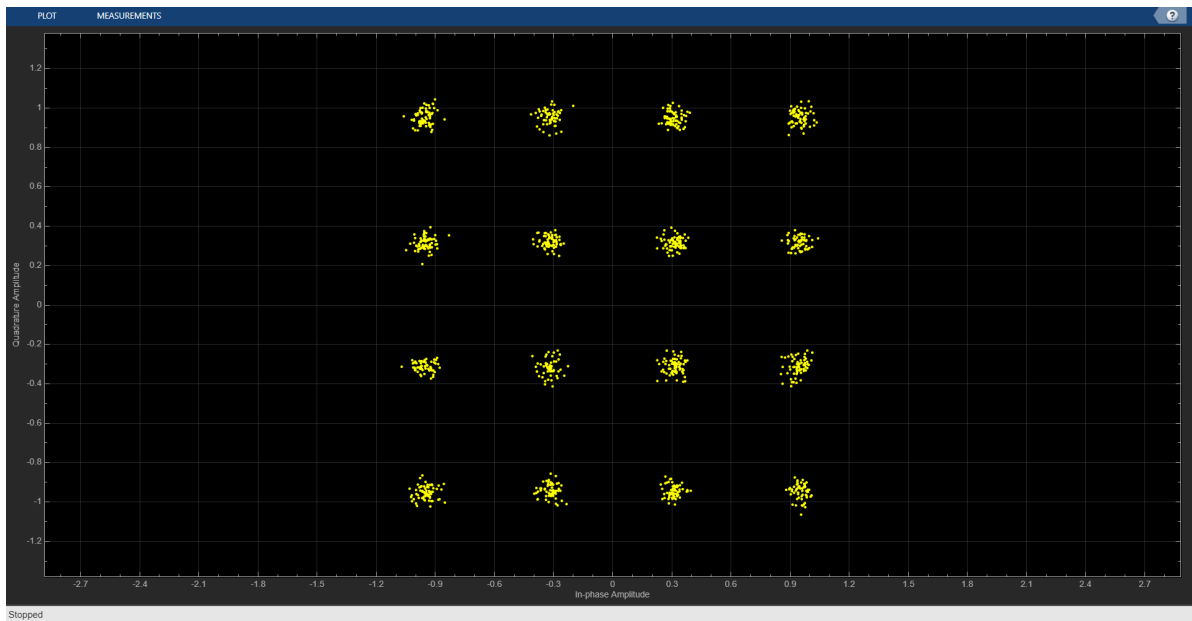 PLOT MEASUREMENTS ?
1.2
1
0.8
0.6
0.4
0.2
0
-0.2
-0.4
-0.6
-0.8
-1
-1.2
Quadrature Amplitude
-2.7 -2.4 -2.1 -1.8 -1.5 -1.2 -0.9 -0.6 -0.3 0 0.3 0.6 0.9 1.2 1.5 1.8 2.1 2.4 2.7
In-phase Amplitude
Stopped